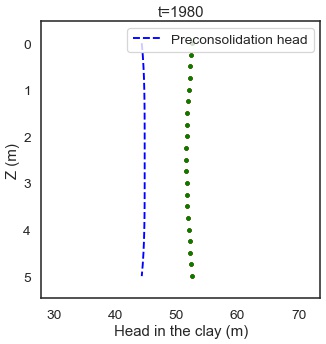 t=1980
Preconsolidation head
0
1
2
3
4
5
Z (m)
30 40 50 60 70
Head in the clay (m)